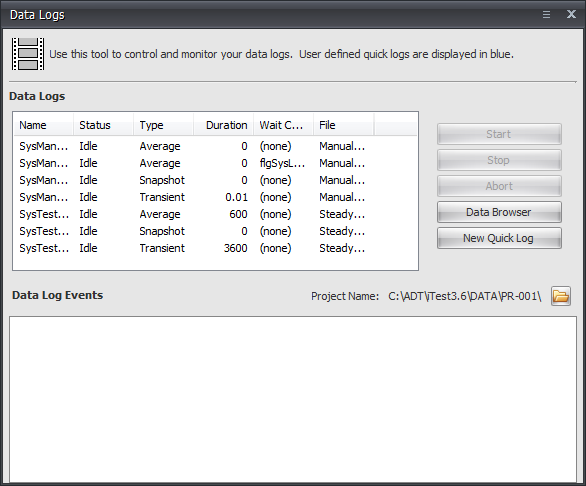 Data Logs
Use this tool to control and monitor your data logs. User defined quick logs are displayed in blue.
Data Logs
Name Status Type Duration Wait C... File
SysMan... Idle Average 0 (none) Manual...
SysMan... Idle Average 0 flgSysL... Manual...
SysMan... Idle Snapshot 0 (none) Manual...
SysMan... Idle Transient 0.01 (none) Manual...
SysTest... Idle Average 600 (none) Steady...
SysTest... Idle Snapshot 0 (none) Steady...
SysTest... Idle Transient 3600 (none) Steady...
Start
Stop
Abort
Data Browser
New Quick Log
Data Log Events
Project Name: C:\ADT\iTest3.6\DATA\PR-001\